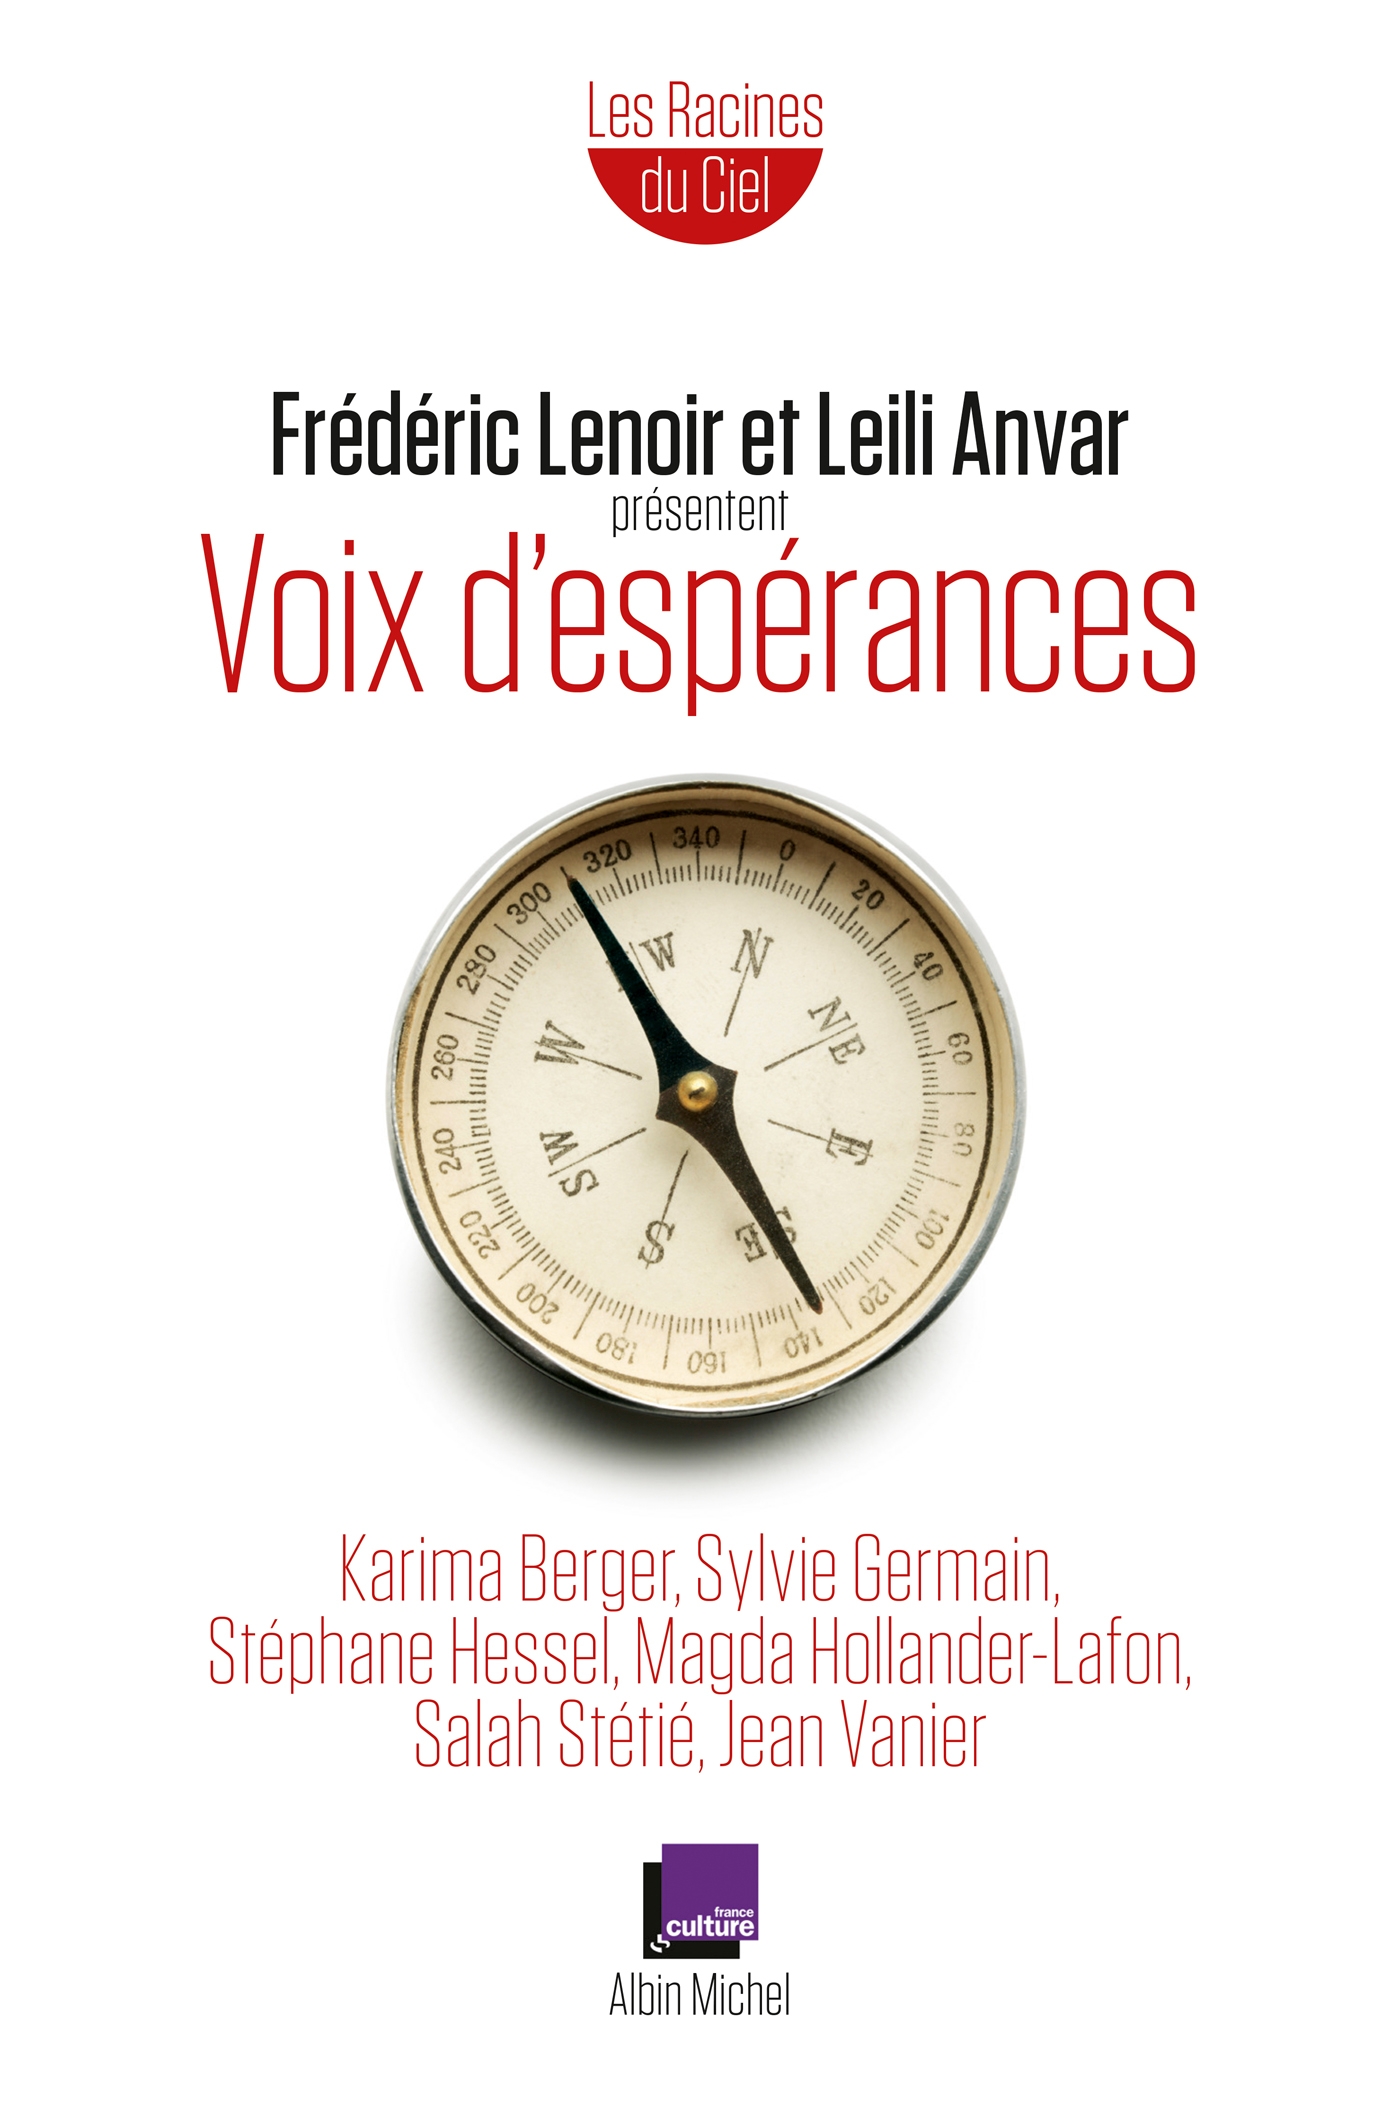 Les Racines
du Ciel
Frédéric Lenoir et Leili Anvar
présentent
Voix d'espérances
340
0
20
40
60
80
100
120
140
160
180
200
220
240
260
280
300
320
N
NE
E
SE
S
SW
W
W
Karima Berger, Sylvie Germain,
Stéphane Hessel, Magda Hollander-Lafon,
Salah Stétié, Jean Vanier
france
culture
Albin Michel